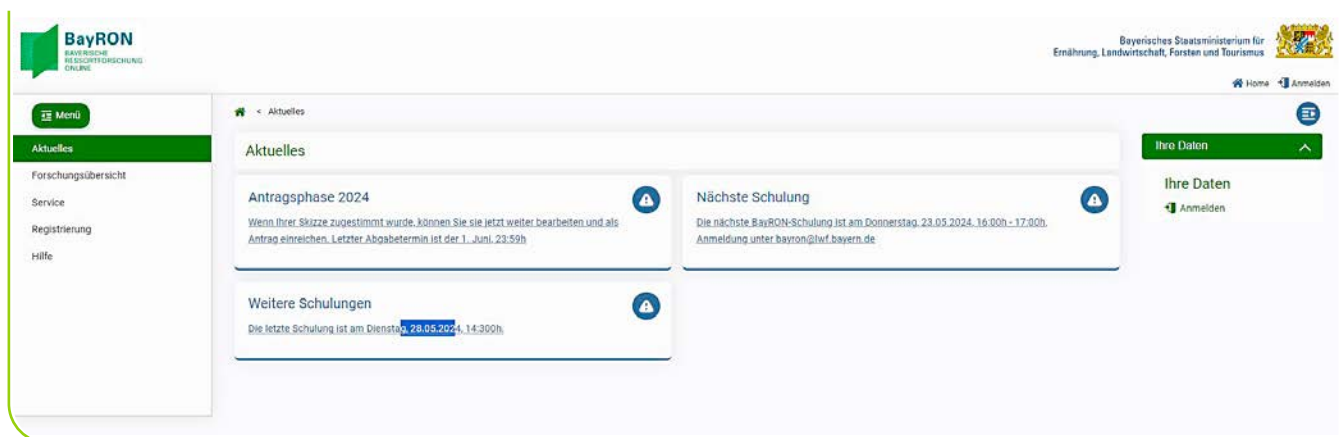 BayRON
BAYERISCHE
RESSORTFORSCHUNG
ONLINE
Bayerisches Staatsministerium für
Ernährung, Landwirtschaft, Forsten und Tourismus
Home Anmelden
Menü
Aktuelles
Forschungsübersicht
Service
Registrierung
Hilfe
< Aktuelles
Aktuelles
Antragsphase 2024
Wenn Ihrer Skizze zugestimmt wurde, können Sie sie jetzt weiter bearbeiten und als
Antrag einreichen. Letzter Abgabetermin ist der 1. Juni, 23:59h
Nächste Schulung
Die nächste BayRON-Schulung ist am Donnerstag, 23.05.2024, 16:00h - 17:00h.
Anmeldung unter bayron@lwf.bayern.de
Weitere Schulungen
Die letzte Schulung ist am Dienstag, 28.05.2024, 14:300h.
Ihre Daten
Ihre Daten
Anmelden